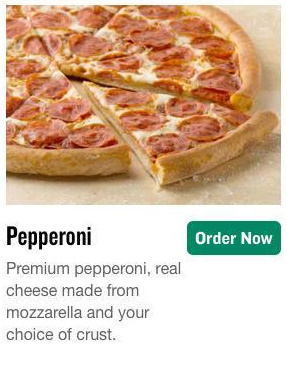 Pepperoni
Order Now
Premium pepperoni, real
cheese made from
mozzarella and your
choice of crust.